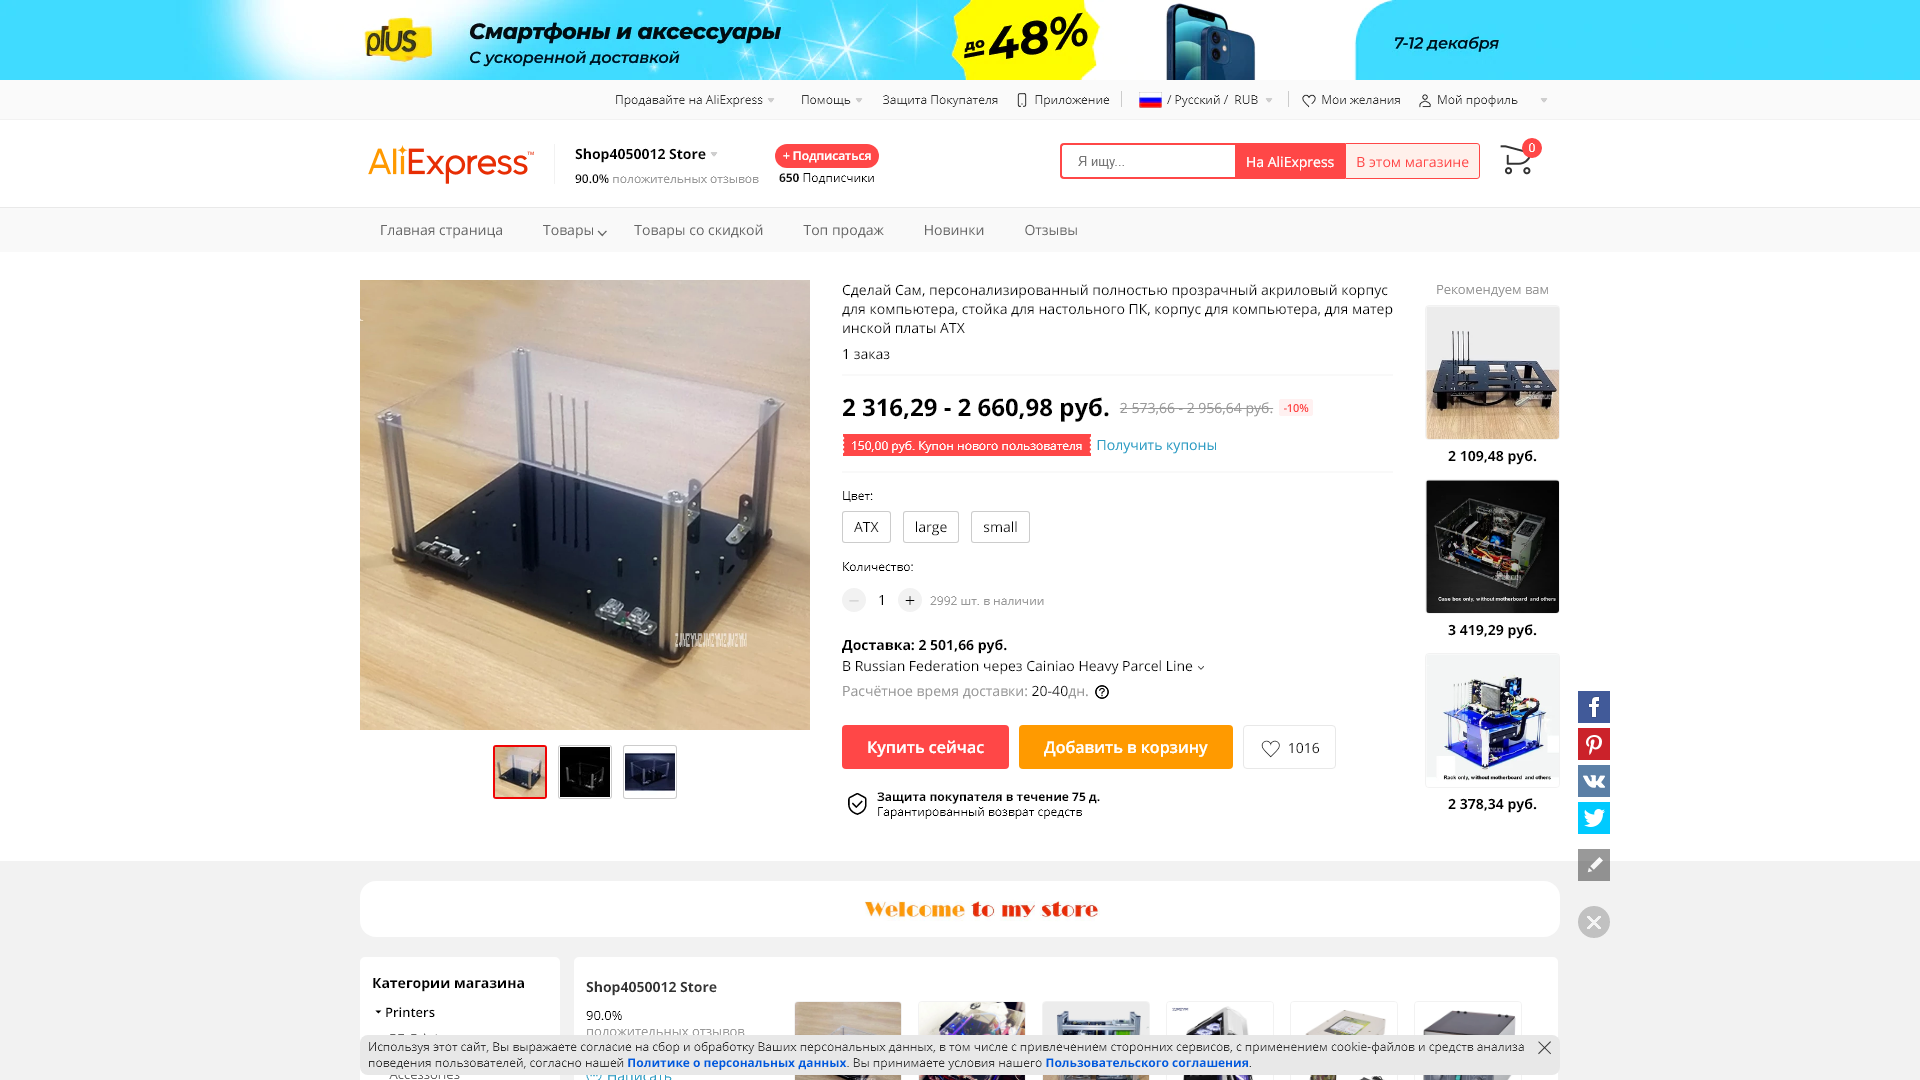 plus
Смартфоны и аксессуары
С ускоренной доставкой
до 48%
7-12 декабря
Продавайте на AliExpress
Помощь
Защита Покупателя
Приложение
/ Русский / RUB
Мои желания
Мой профиль
AliExpress™
Shop4050012 Store
90.0% положительных отзывов
+ Подписаться
650 Подписчики
Я ищу...
На AliExpress
В этом магазине
0
Главная страница
Товары
Товары со скидкой
Топ продаж
Новинки
Отзывы
Сделай Сам, персонализированный полностью прозрачный акриловый корпус
для компьютера, стойка для настольного ПК, корпус для компьютера, для матер
инской платы ATX
1 заказ
2 316,29 - 2 660,98 руб.
2 573,66 - 2 956,64 руб.
-10%
150,00 руб. Купон нового пользователя
Получить купоны
Цвет:
ATX
large
small
Количество:
1
2992 шт. в наличии
Доставка: 2 501,66 руб.
В Russian Federation через Cainiao Heavy Parcel Line
Расчётное время доставки: 20-40дн.
Купить сейчас
Добавить в корзину
1016
Защита покупателя в течение 75 д.
Гарантированный возврат средств
Рекомендуем вам
2 109,48 руб.
Case box only, without motherboard and others
3 419,29 руб.
Rack only, without motherboard and others
2 378,34 руб.
Welcome to my store
Категории магазина
Printers
Shop4050012 Store
90.0%
положительных отзывов
Используя этот сайт, Вы выражаете согласие на сбор и обработку Ваших персональных данных, в том числе с привлечением сторонних сервисов, с применением cookie-файлов и средств анализа
поведения пользователей, согласно нашей Политике о персональных данных. Вы принимаете условия нашего Пользовательского соглашения.
Accessories
Написать